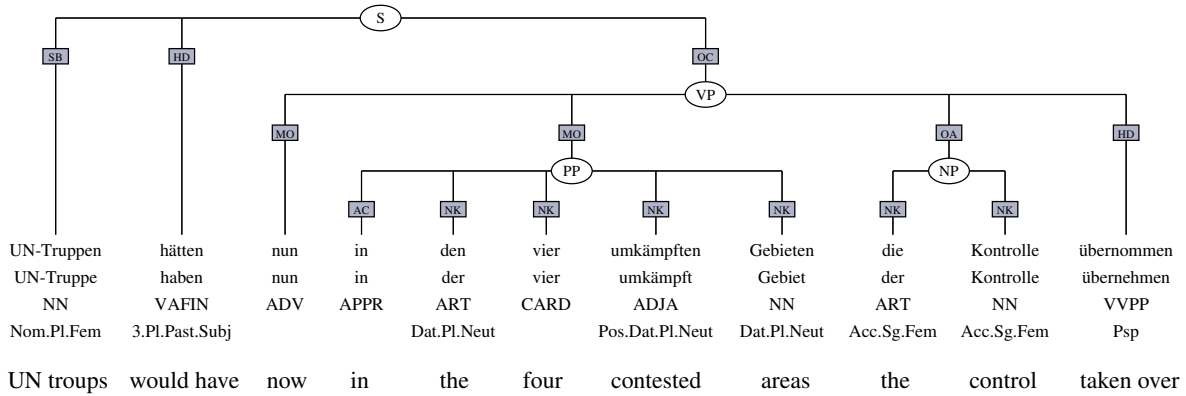 S
SB HD OC
VP
MO MO OA HD
PP NP
AC NK NK NK NK NK NK
UN-Truppen hätten nun in den vier umkämpften Gebieten die Kontrolle übernommen
UN-Truppe haben nun in der vier umkämpft Gebiet der Kontrolle übernehmen
NN VAFIN ADV APPR ART CARD ADJA NN ART NN VVPP
Nom.Pl.Fem 3.Pl.Past.Subj Dat.Pl.Neut Pos.Dat.Pl.Neut Dat.Pl.Neut Acc.Sg.Fem Acc.Sg.Fem Psp
UN troups would have now in the four contested areas the control taken over